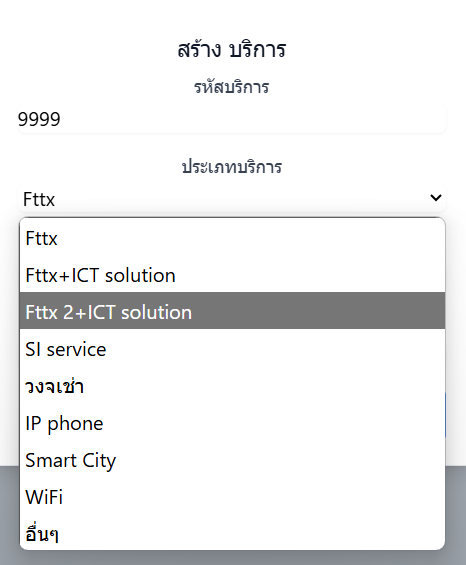 สร้าง บริการ
รหัสบริการ
9999
ประเภทบริการ
Fttx
Fttx
Fttx+ICT solution
Fttx 2+ICT solution
SI service
วงจเช่า
IP phone
Smart City
WiFi
อื่นๆ